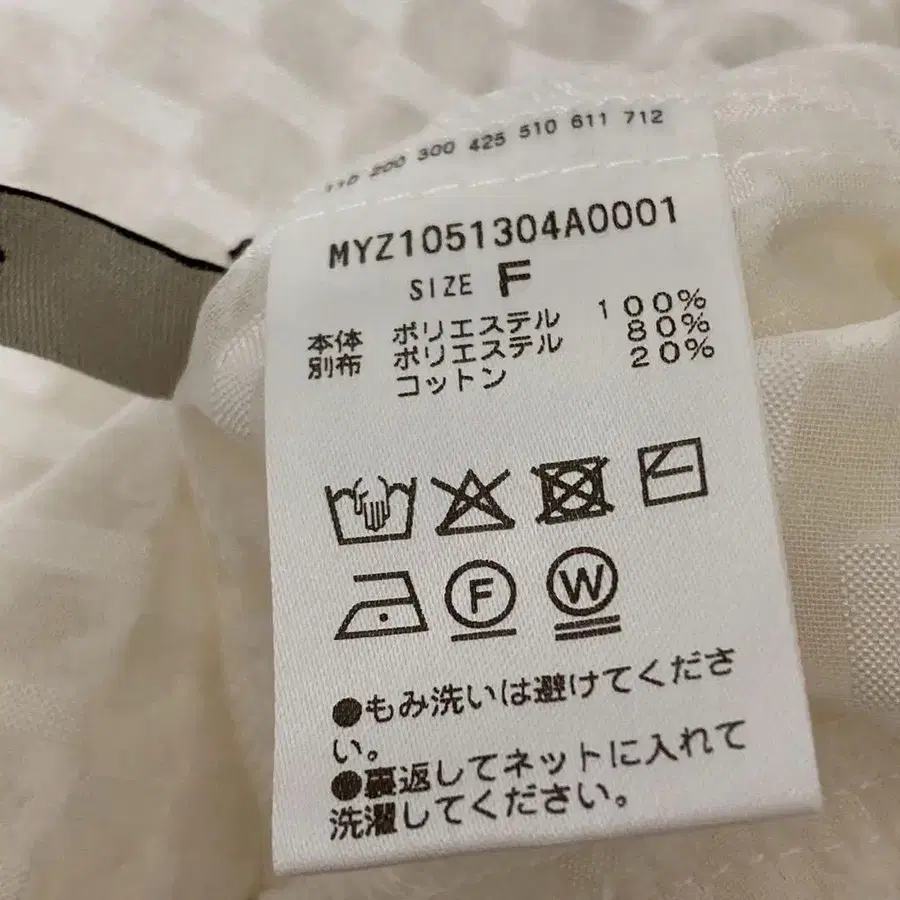 110 200 300 425 510 611 712
MYZ1051304A0001
SIZE F
本体 ポリエステル 100%
別布 ポリエステル 80%
コットン 20%
F W
●もみ洗いは避けてくださ
い。
●裏返してネットに入れて
洗濯してください。